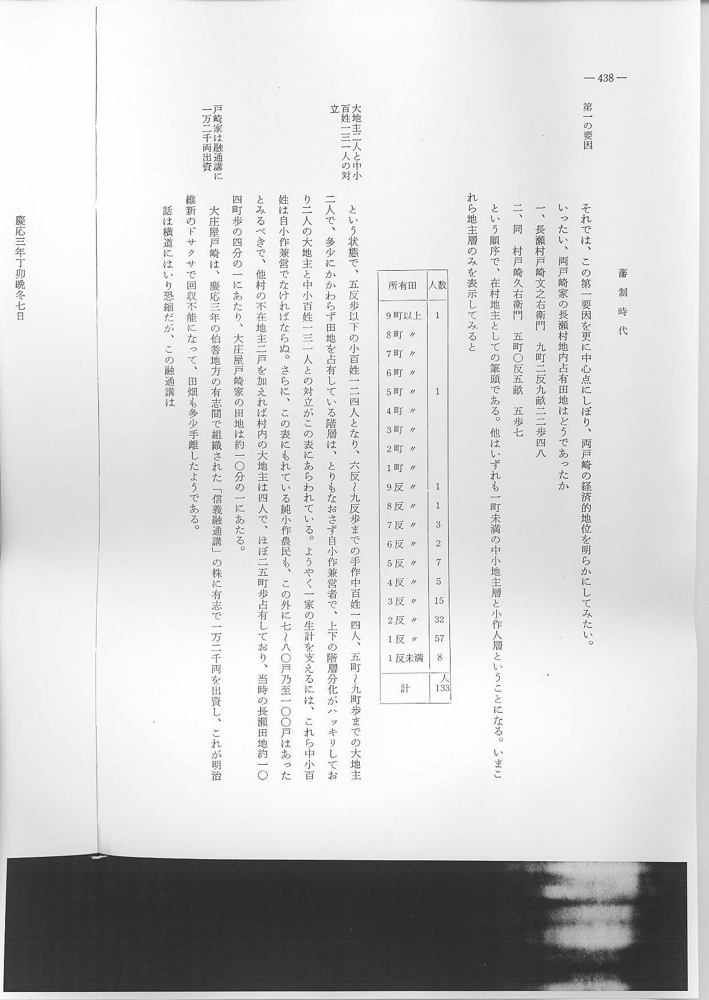 — 438 —
藩制時代
第一の要因
それでは、この第一要因を更に中心点にしぼり、両戸崎の経済的地位を明らかにしてみたい。
いったい、両戸崎家の長瀬村地内占有田地はどうであったか
一、長瀬村戸崎文之右衛門　九町二反九畝二二歩四八
二、同　村戸崎久右衛門　五町〇反五畝　五歩七
という順序で、在村地主としての筆頭である。他はいずれも一町未満の中小地主層と小作人層ということになる。いまこ
れら地主層のみを表示してみると
所有田　人数
9町以上　1
8町 〃
7町 〃
6町 〃
5町 〃　1
4町 〃
3町 〃
2町 〃
1町 〃
9反 〃　1
8反 〃　1
7反 〃　3
6反 〃　2
5反 〃　7
4反 〃　5
3反 〃　15
2反 〃　32
1反 〃　57
1反未満　8
計　人133
大地主二人と中小
百姓一三一人の対
立
という状態で、五反歩以下の小百姓一二四人となり、六反〜九反歩までの手作中百姓一四人、五町〜九町歩までの大地主
二人で、多少にかかわらず田地を占有している階層は、とりもなおさず自小作兼営者で、上下の階層分化がハッキリしてお
り二人の大地主と中小百姓一三一人との対立がこの表にあらわれている。ようやく一家の生計を支えるには、これら中小百
姓は自小作兼営でなければならぬ。さらに、この表にもれている純小作農民も、この外に七〜八〇戸乃至一〇〇戸はあった
とみるべきで、他村の不在地主二戸を加えれば村内の大地主は四人で、ほぼ二五町歩占有しており、当時の長瀬田地約一〇
四町歩の四分の一にあたり、大庄屋戸崎家の田地は約一〇分の一にあたる。
戸崎家は融通講に
一万二千両出資
大庄屋戸崎は、慶応三年の伯耆地方の有志間で組織された「信義融通講」の株に有志で一万二千両を出資し、これが明治
維新のドサクサで回収不能になって、田畑も多少手離したようである。
話は横道にはいり恐縮だが、この融通講は
慶応三年丁卯晩冬七日